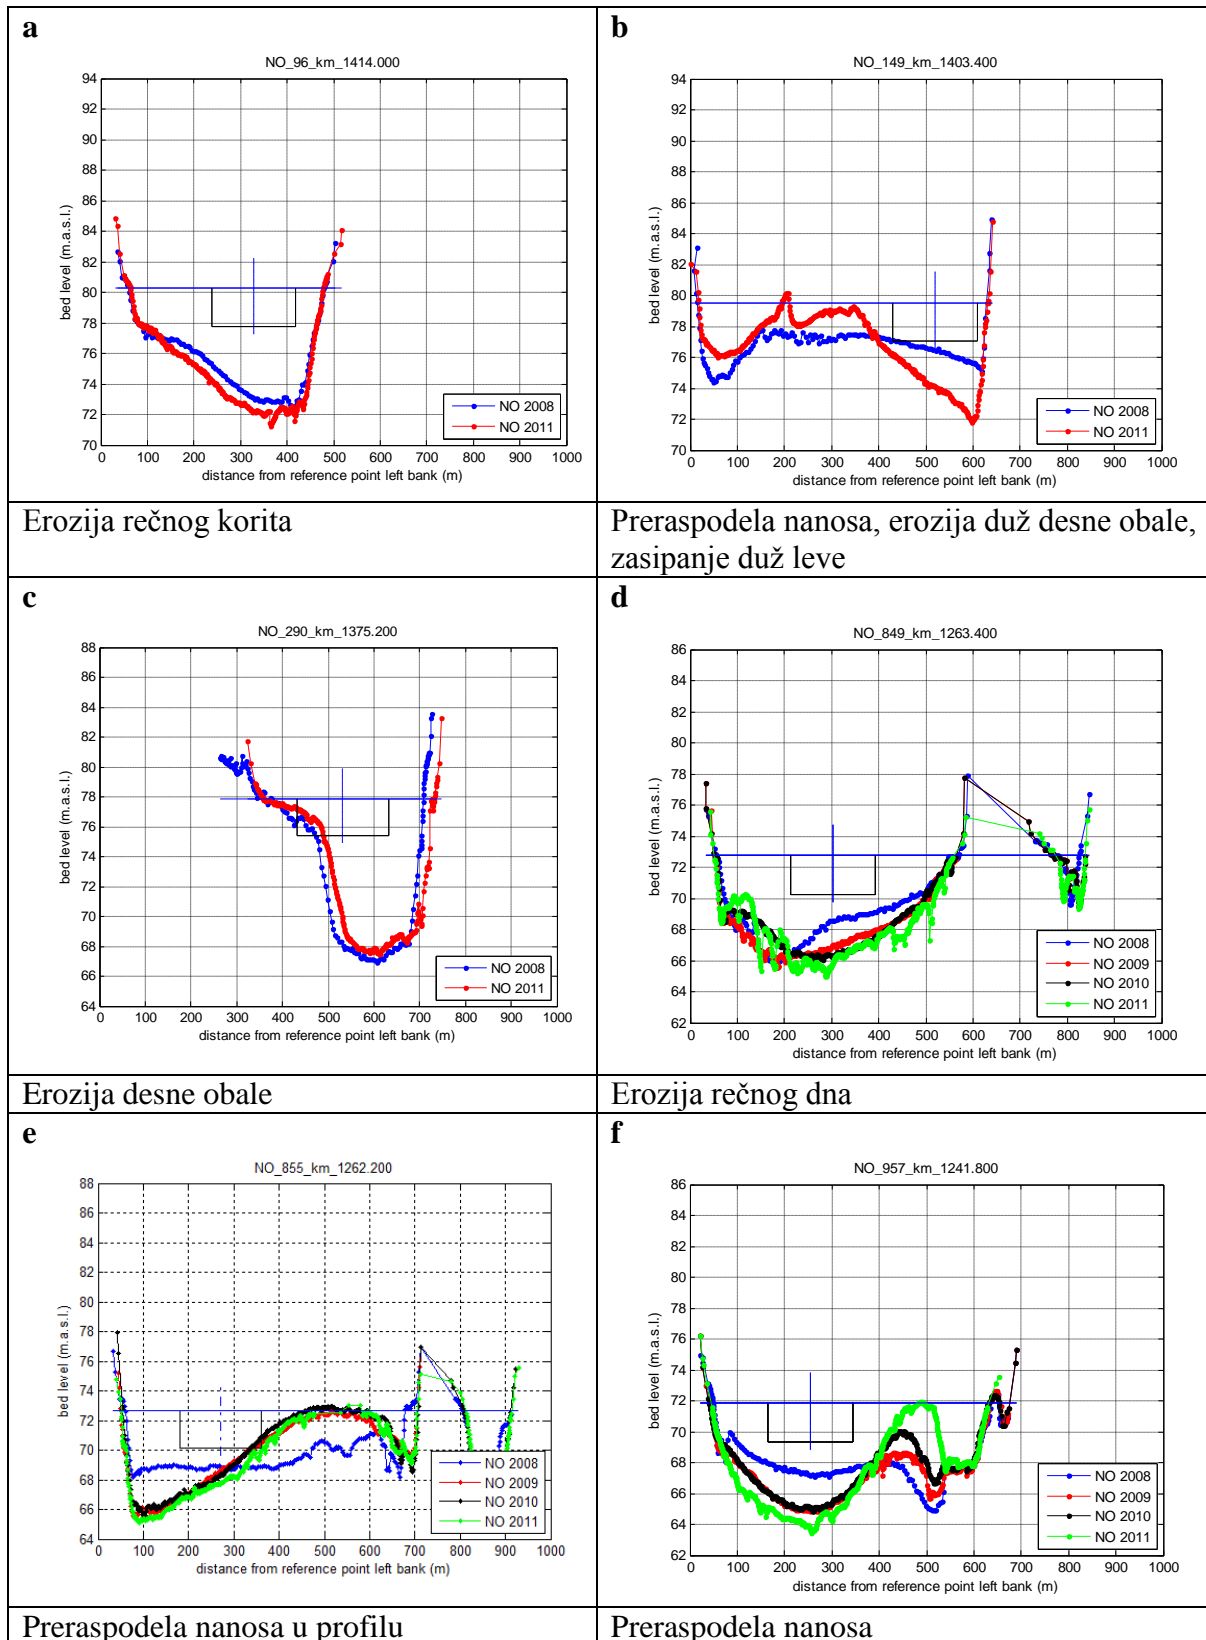 a
NO_96_km_1414.000
94
92
90
88
86
84
82
80
78
76
74
72
70
bed level (m.a.s.l.)
0 100 200 300 400 500 600 700 800 900 1000
distance from reference point left bank (m)
NO 2008
NO 2011
Erozija rečnog korita
b
NO_149_km_1403.400
94
92
90
88
86
84
82
80
78
76
74
72
70
bed level (m.a.s.l.)
0 100 200 300 400 500 600 700 800 900 1000
distance from reference point left bank (m)
NO 2008
NO 2011
Preraspodela nanosa, erozija duž desne obale,
zasipanje duž leve
c
NO_290_km_1375.200
88
86
84
82
80
78
76
74
72
70
68
66
64
bed level (m.a.s.l.)
0 100 200 300 400 500 600 700 800 900 1000
distance from reference point left bank (m)
NO 2008
NO 2011
Erozija desne obale
d
NO_849_km_1263.400
86
84
82
80
78
76
74
72
70
68
66
64
62
bed level (m.a.s.l.)
0 100 200 300 400 500 600 700 800 900 1000
distance from reference point left bank (m)
NO 2008
NO 2009
NO 2010
NO 2011
Erozija rečnog dna
e
NO_855_km_1262.200
88
86
84
82
80
78
76
74
72
70
68
66
64
bed level (m.a.s.l.)
0 100 200 300 400 500 600 700 800 900 1000
distance from reference point left bank (m)
NO 2008
NO 2009
NO 2010
NO 2011
Preraspodela nanosa u profilu
f
NO_957_km_1241.800
86
84
82
80
78
76
74
72
70
68
66
64
62
bed level (m.a.s.l.)
0 100 200 300 400 500 600 700 800 900 1000
distance from reference point left bank (m)
NO 2008
NO 2009
NO 2010
NO 2011
Preraspodela nanosa